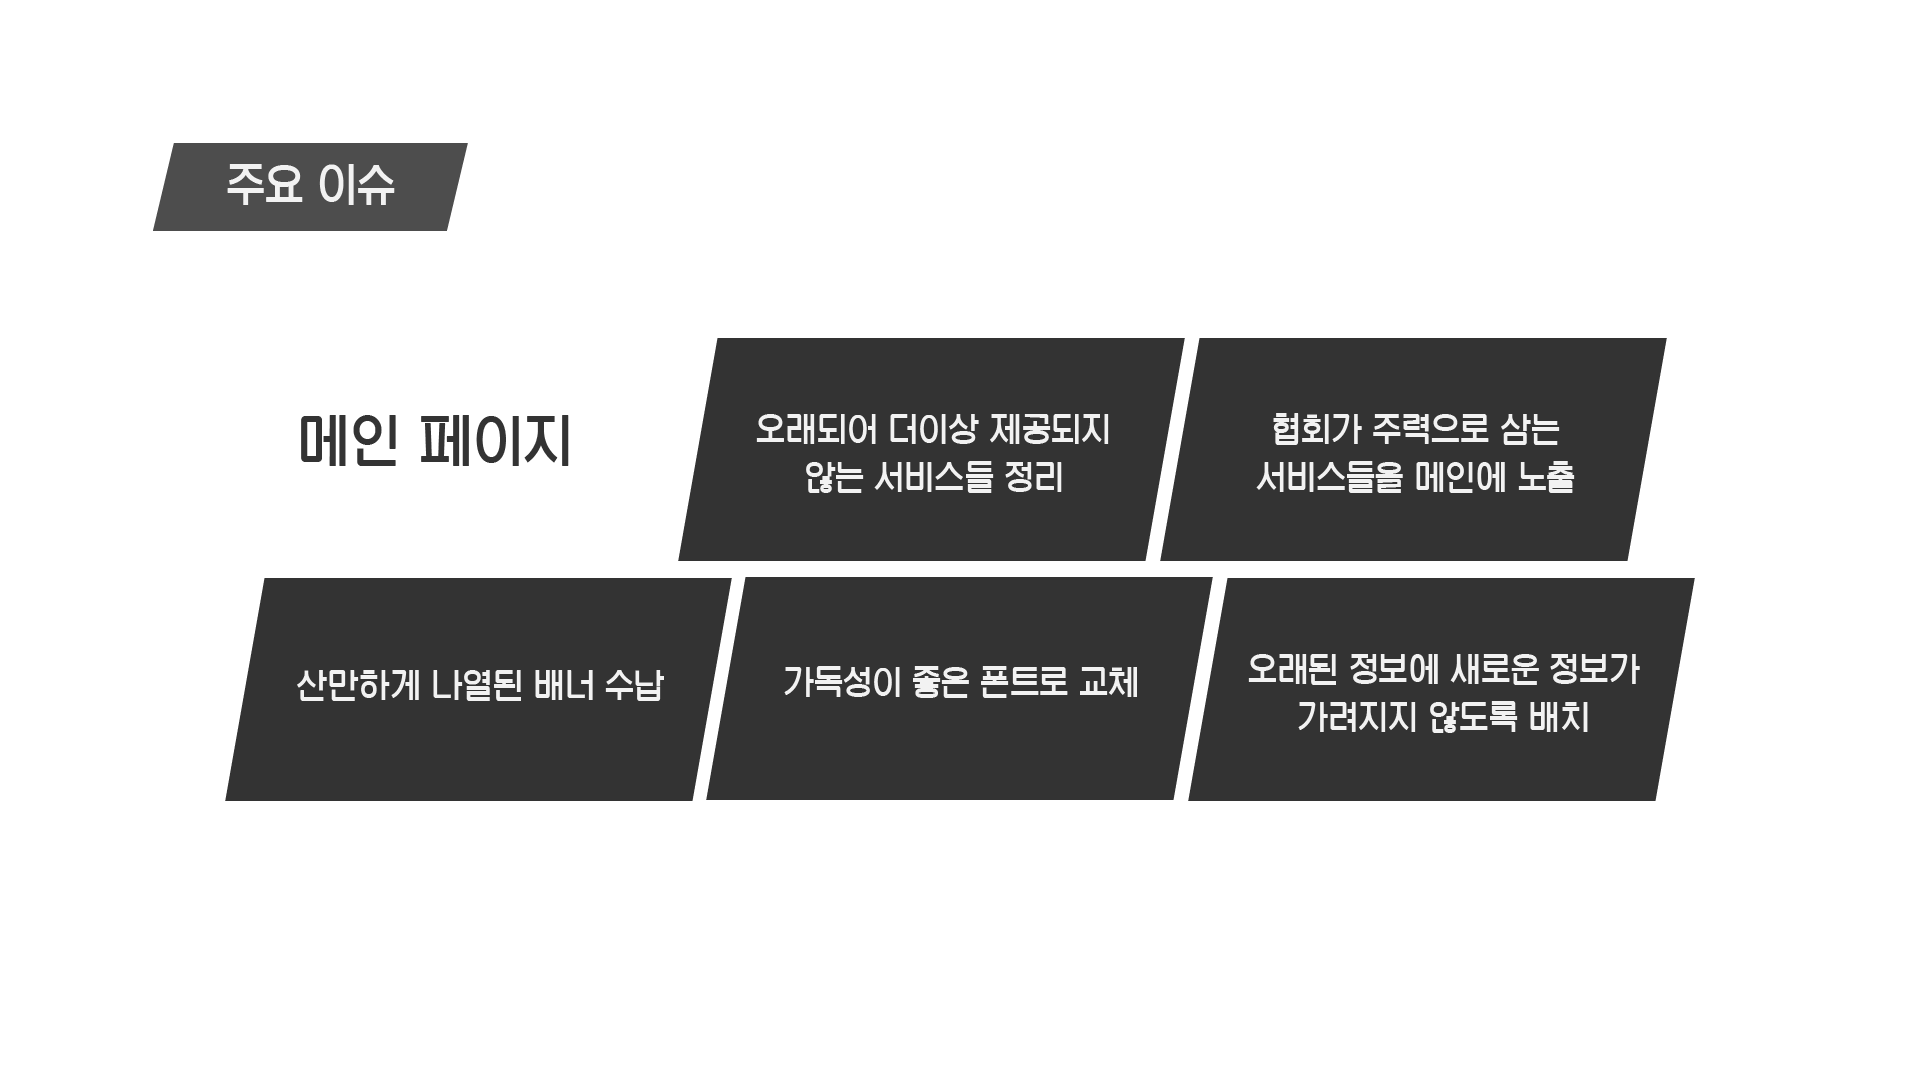 주요 이슈
메인 페이지
오래되어 더이상 제공되지
않는 서비스들 정리
협회가 주력으로 삼는
서비스들을 메인에 노출
산만하게 나열된 배너 수납
가독성이 좋은 폰트로 교체
오래된 정보에 새로운 정보가
가려지지 않도록 배치